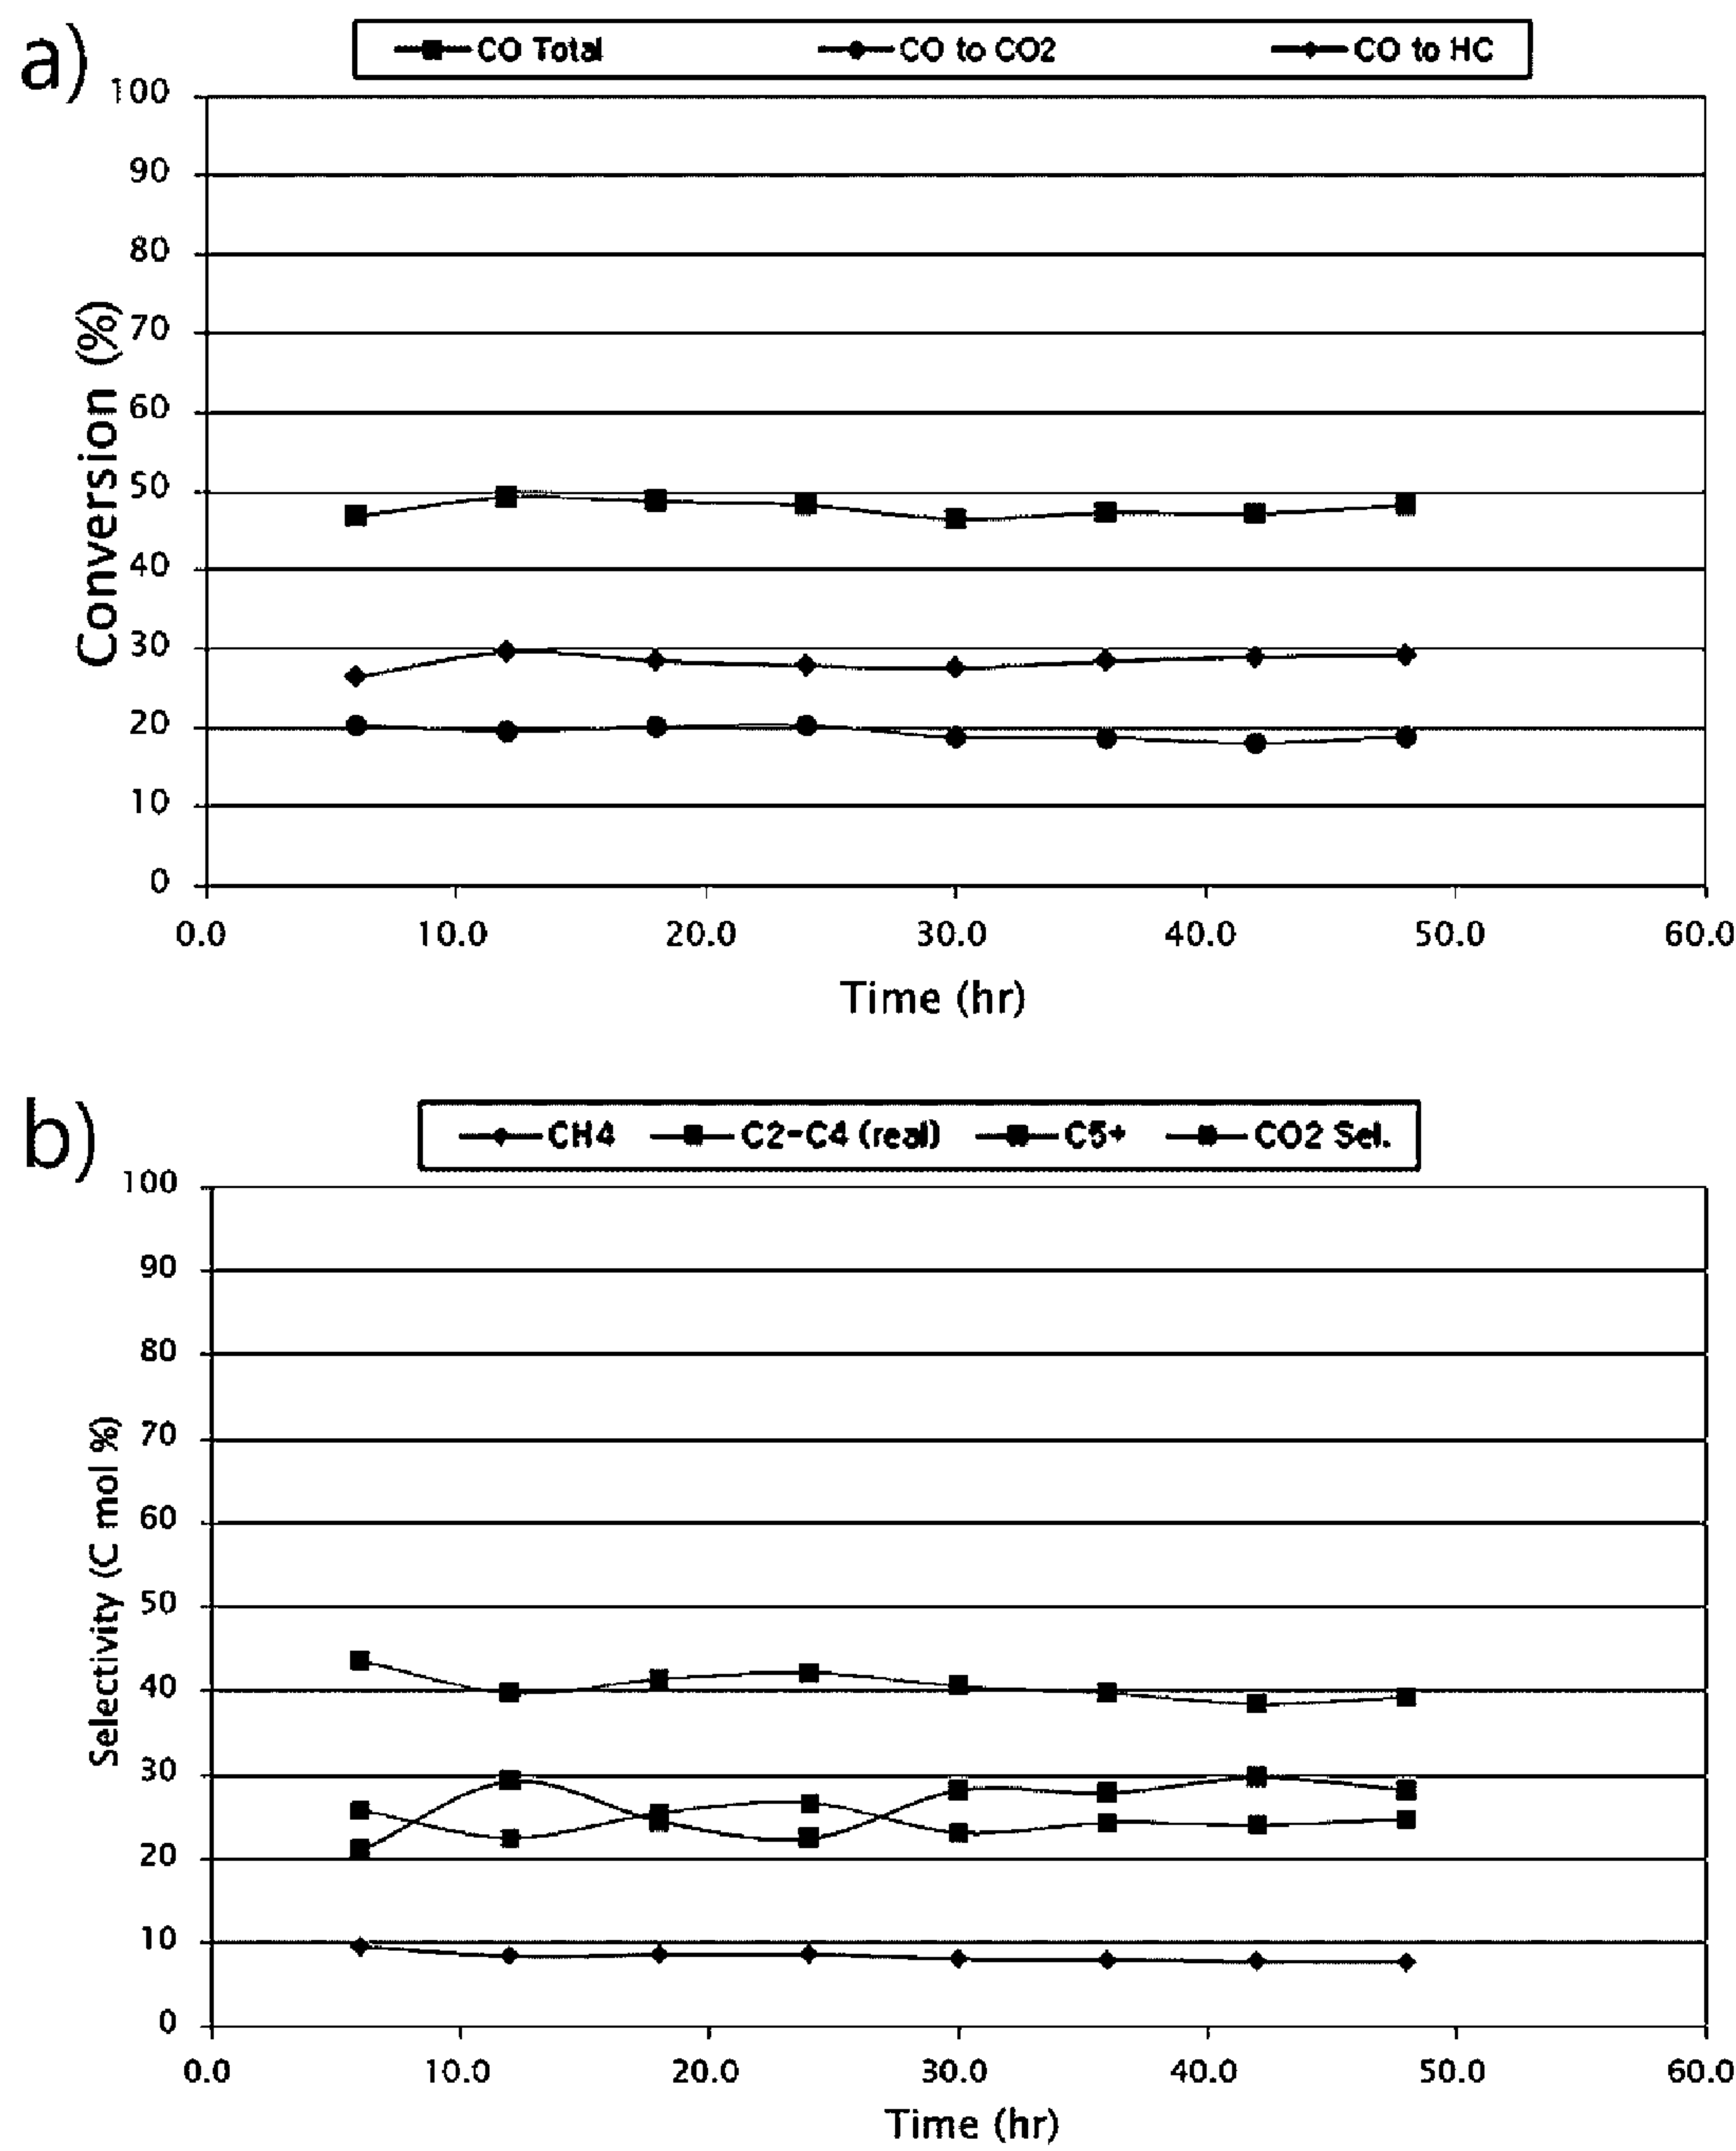 a)
CO Total CO to CO2 CO to HC
100
90
80
70
60
50
40
30
20
10
0
Conversion (%)
0.0 10.0 20.0 30.0 40.0 50.0 60.0
Time (hr)
b)
CH4 C2-C4 (real) C5+ CO2 Sel.
100
90
80
70
60
50
40
30
20
10
0
Selectivity (C mol %)
0.0 10.0 20.0 30.0 40.0 50.0 60.0
Time (hr)